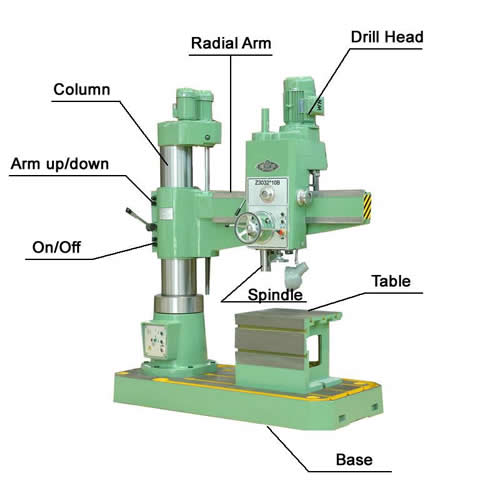 Drill Head
Radial Arm
Column
Arm up/down
Z3032*10B
On/Off
Table
Spindle
Base